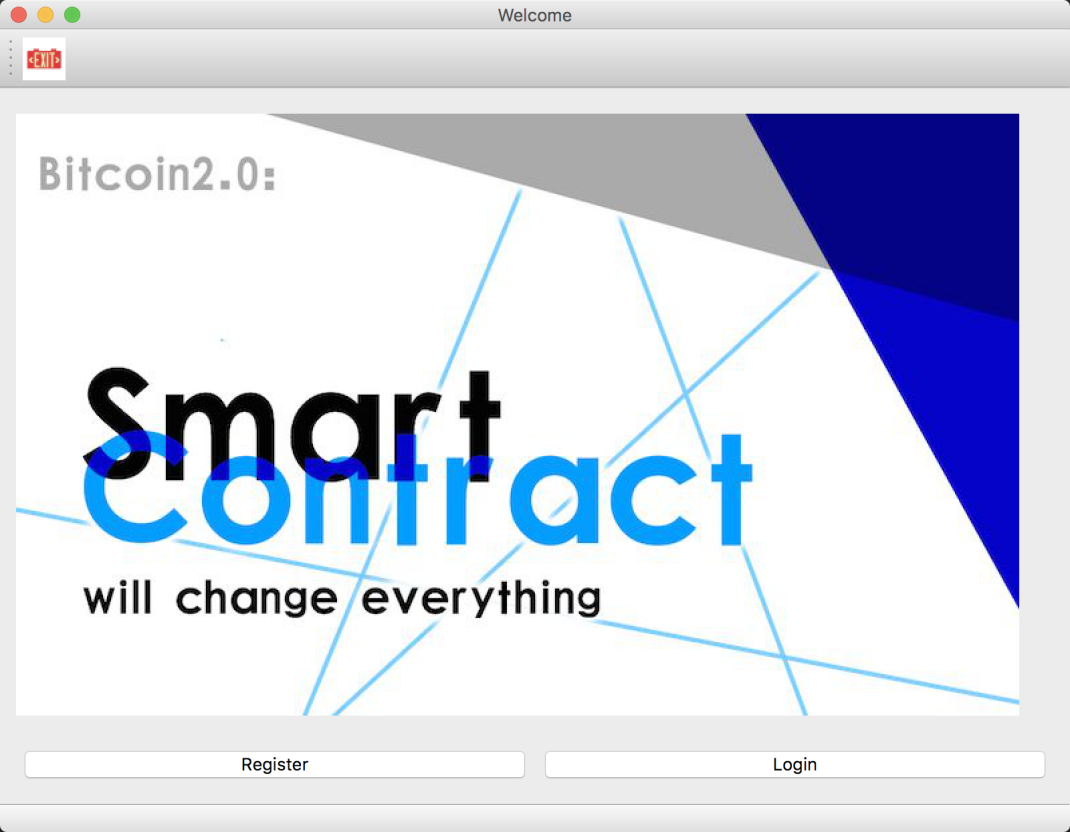 Welcome
<EXIT>
Bitcoin2.0:
Smart
Contract
will change everything
Register
Login